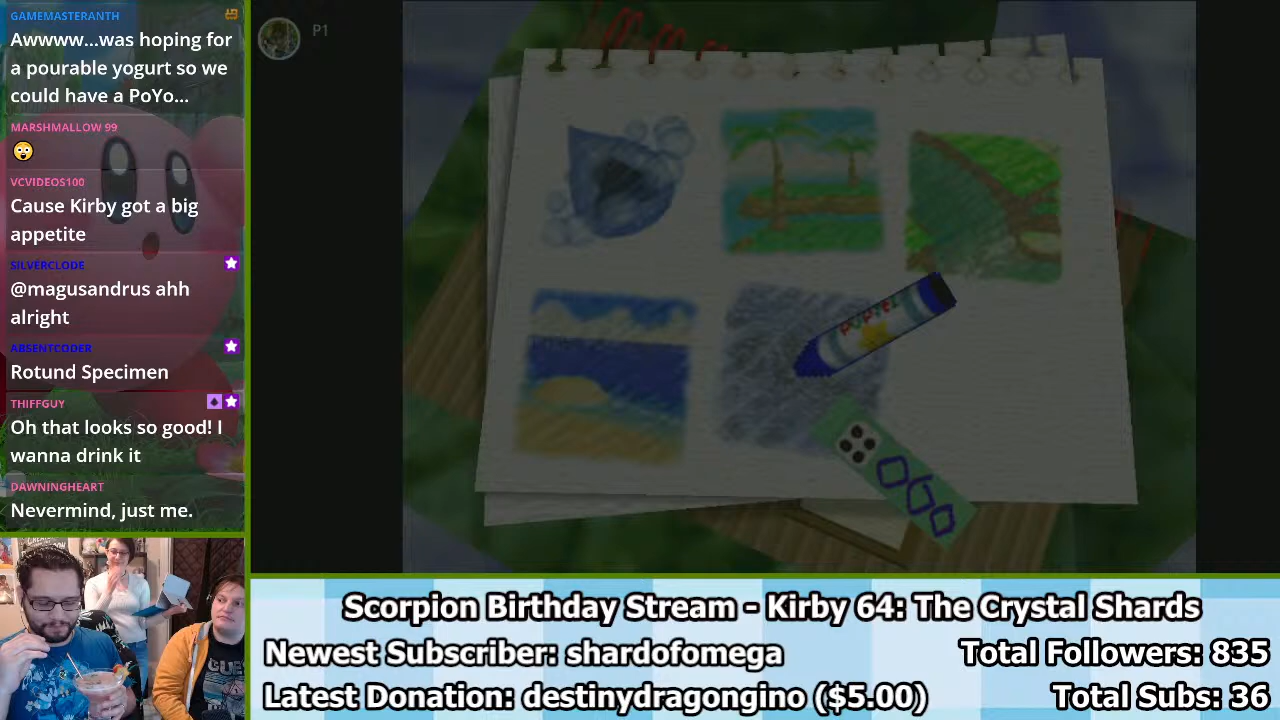 GAMEMASTERANTH
Awwww...was hoping for
a pourable yogurt so we
could have a PoYo...
MARSHMALLOW 99
VCVIDEOS100
Cause Kirby got a big
appetite
SILVERCLODE
@magusandrus ahh
alright
ABSENTCODER
Rotund Specimen
THIFFGUY
Oh that looks so good! I
wanna drink it
DAWNINGHEART
Nevermind, just me.
P1
POPSTEI
Scorpion Birthday Stream - Kirby 64: The Crystal Shards
Newest Subscriber: shardofomega
Total Followers: 835
Latest Donation: destinydragongino ($5.00)
Total Subs: 36